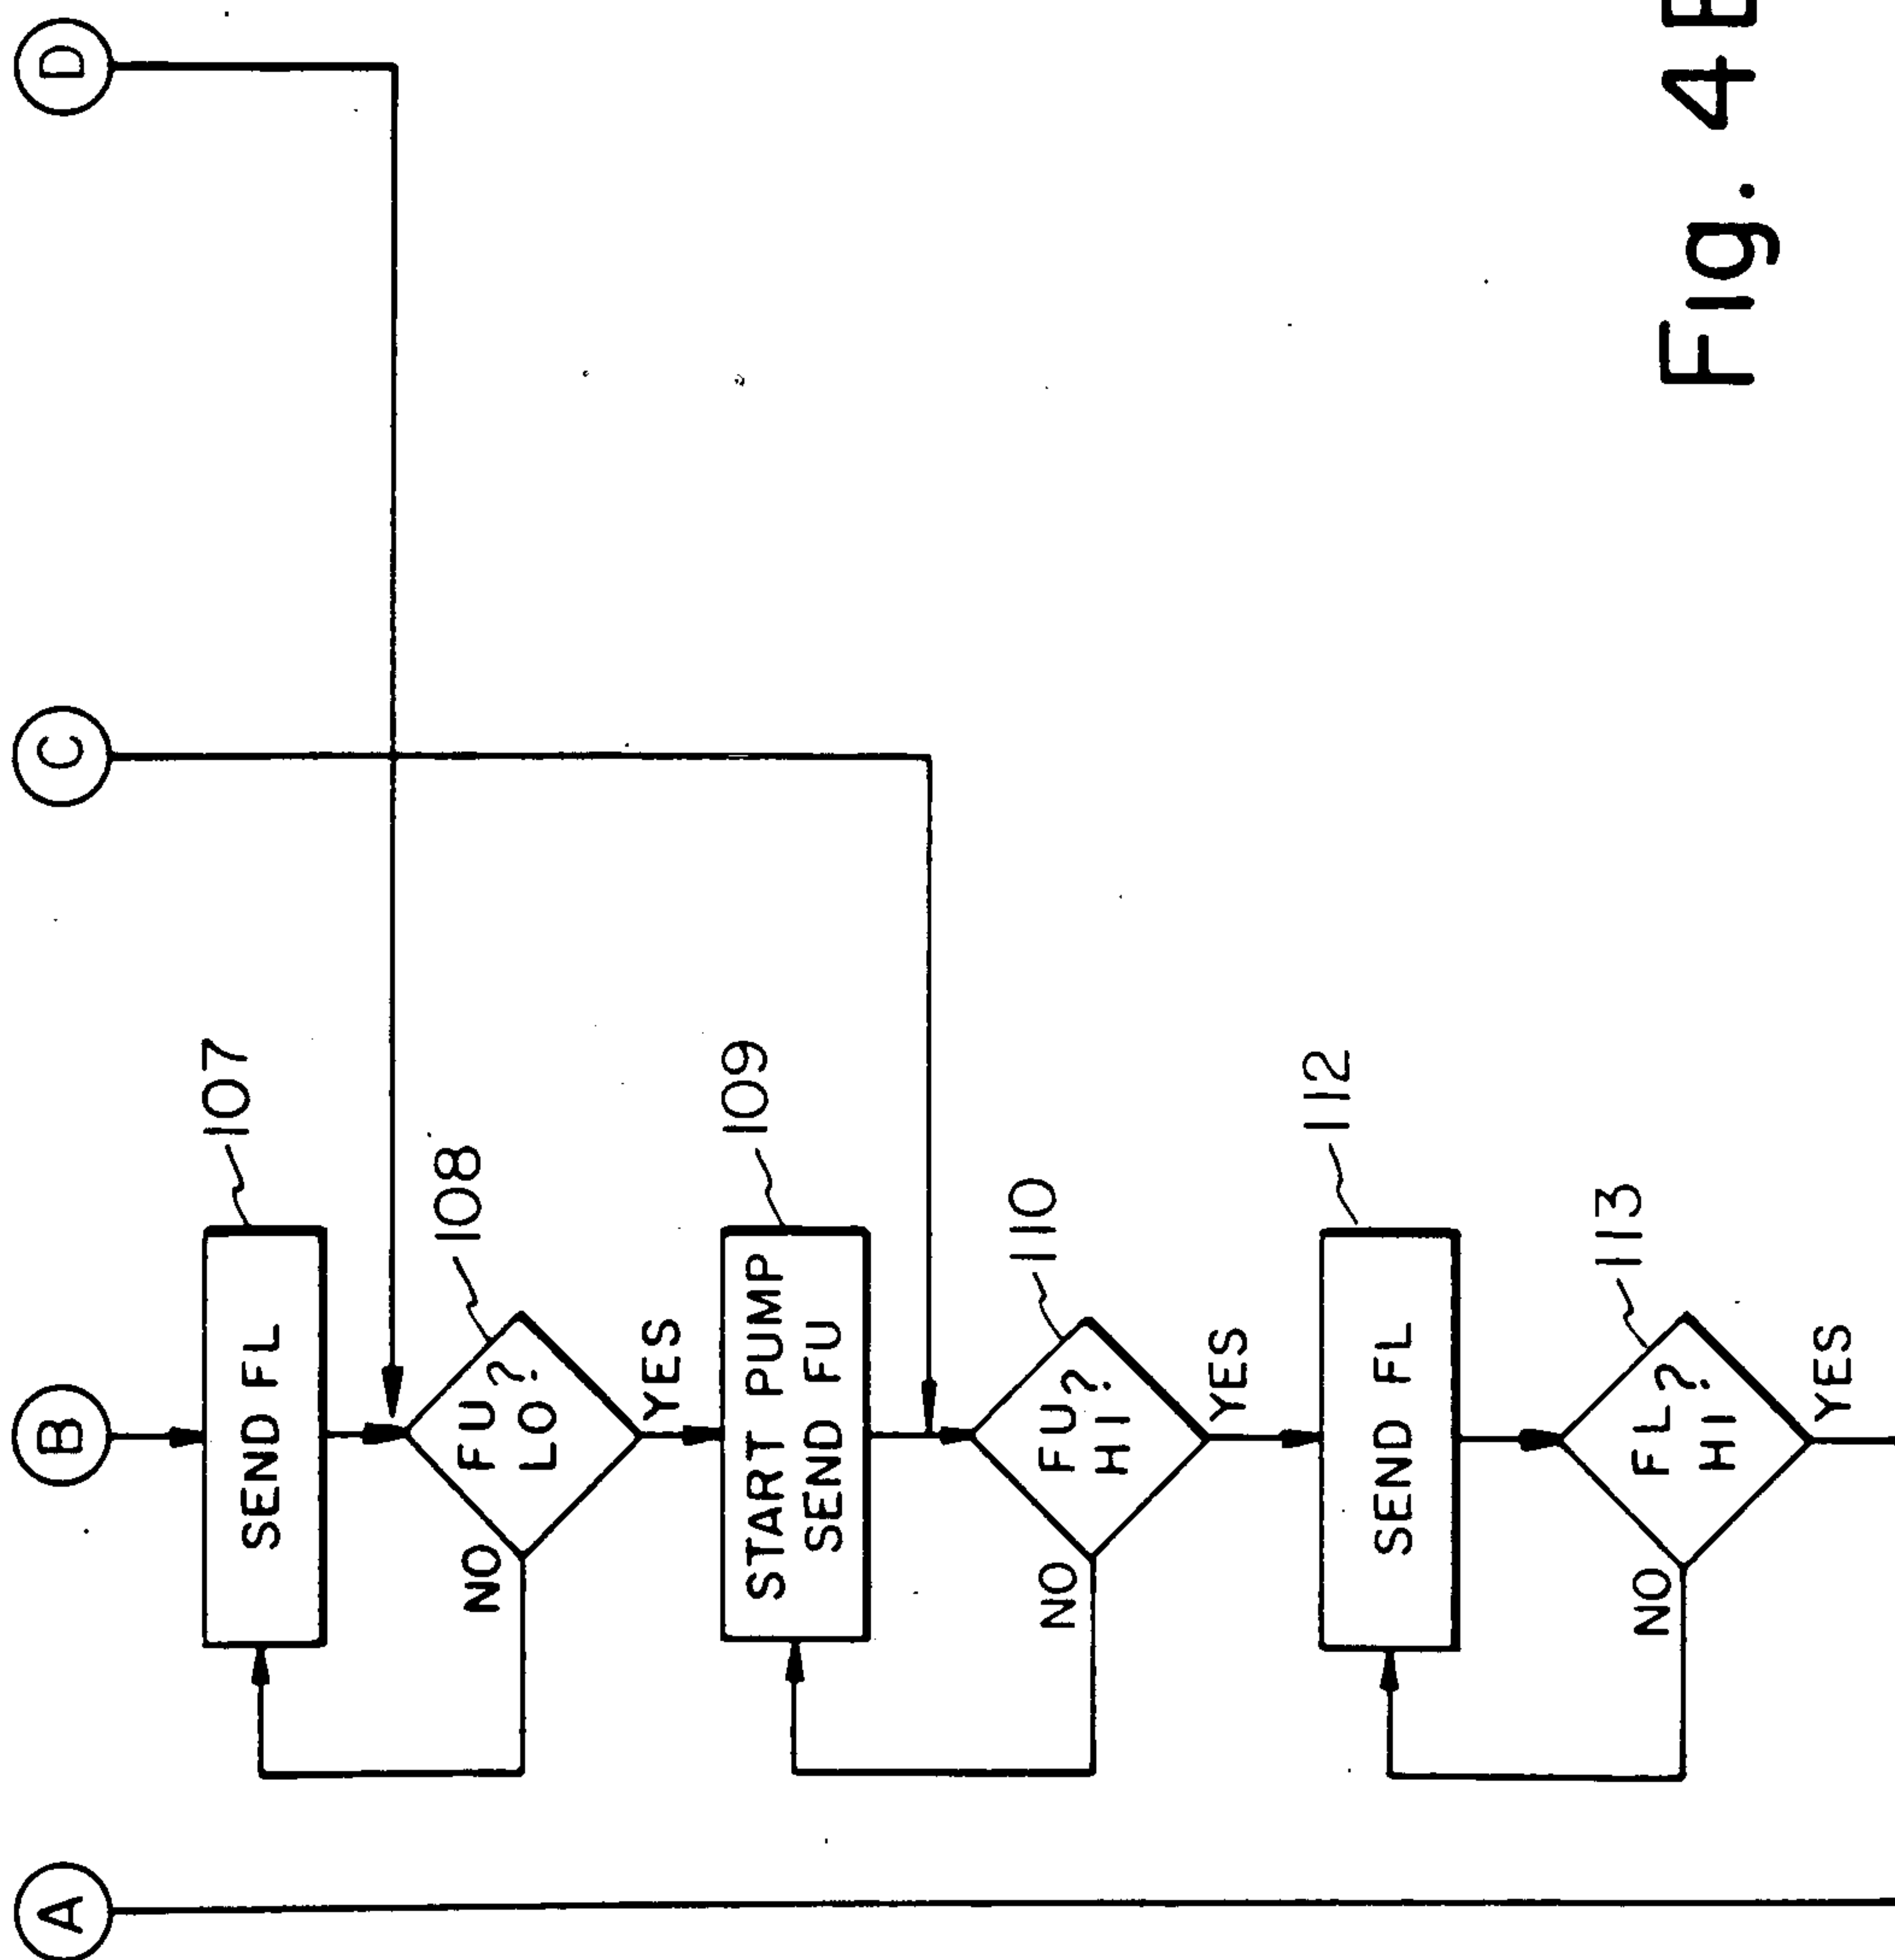 A
B
C
D
SEND FL
107
FU ?
LO.
108
NO
YES
START PUMP
SEND FU
109
FU ?
HI.
110
NO
YES
SEND FL
112
FL ?
HI.
113
NO
YES
Fig. 4B